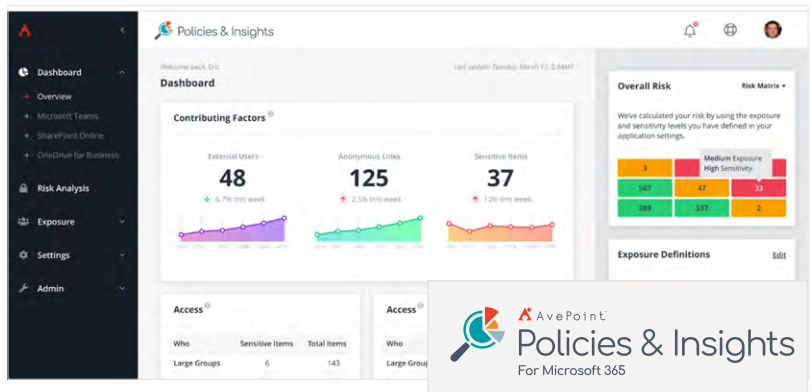 Policies & Insights
Welcome back, Eric
Last update: Tuesday, March 17, 8:34AM
Dashboard
Dashboard
Overview
Microsoft Teams
SharePoint Online
OneDrive for Business
Risk Analysis
Exposure
Settings
Admin
Contributing Factors
External Users
Anonymous Links
Sensitive Items
48
125
37
6.7% this week
2.5% this week
12% this week
Access
Who
Sensitive Items
Total Items
Large Groups
6
143
Access
Who
Large Group
Overall Risk
Risk Matrix
We've calculated your risk by using the exposure
and sensitivity levels you have defined in your
application settings.
Medium Exposure
High Sensitivity
3
567
47
33
289
337
2
Exposure Definitions
Edit
AvePoint
Policies & Insights
For Microsoft 365